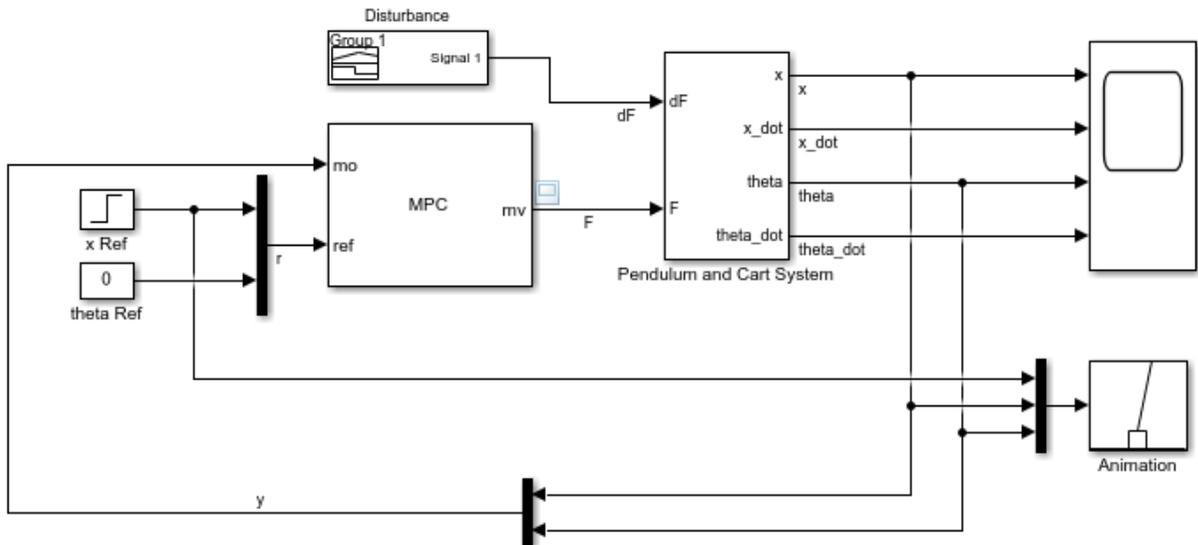 Disturbance
Group 1
Signal 1
dF
mo
MPC
mv
ref
F
x Ref
0
theta Ref
r
dF
F
x
x_dot
theta
theta_dot
Pendulum and Cart System
x
x_dot
theta
theta_dot
Animation
y